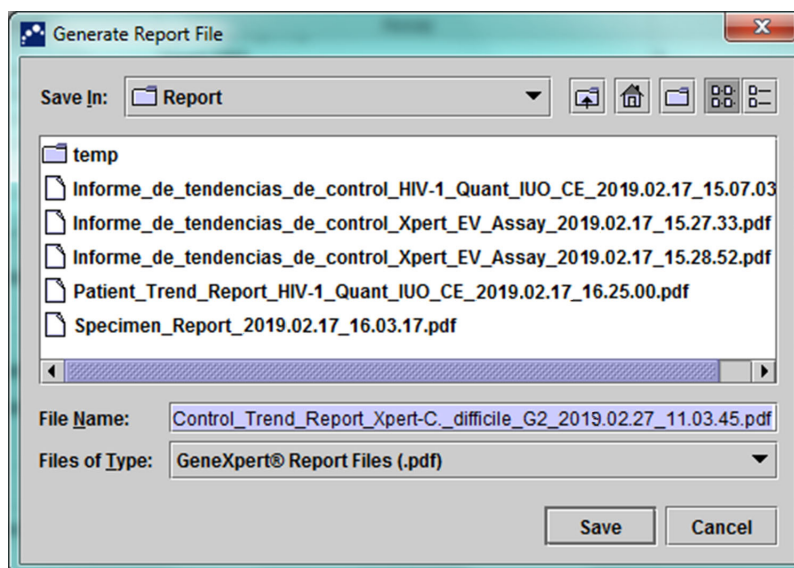 Generate Report File
Save In: Report
temp
Informe_de_tendencias_de_control_HIV-1_Quant_IUO_CE_2019.02.17_15.07.03
Informe_de_tendencias_de_control_Xpert_EV_Assay_2019.02.17_15.27.33.pdf
Informe_de_tendencias_de_control_Xpert_EV_Assay_2019.02.17_15.28.52.pdf
Patient_Trend_Report_HIV-1_Quant_IUO_CE_2019.02.17_16.25.00.pdf
Specimen_Report_2019.02.17_16.03.17.pdf
File Name: Control_Trend_Report_Xpert-C._difficile_G2_2019.02.27_11.03.45.pdf
Files of Type: GeneXpert® Report Files (.pdf)
Save Cancel